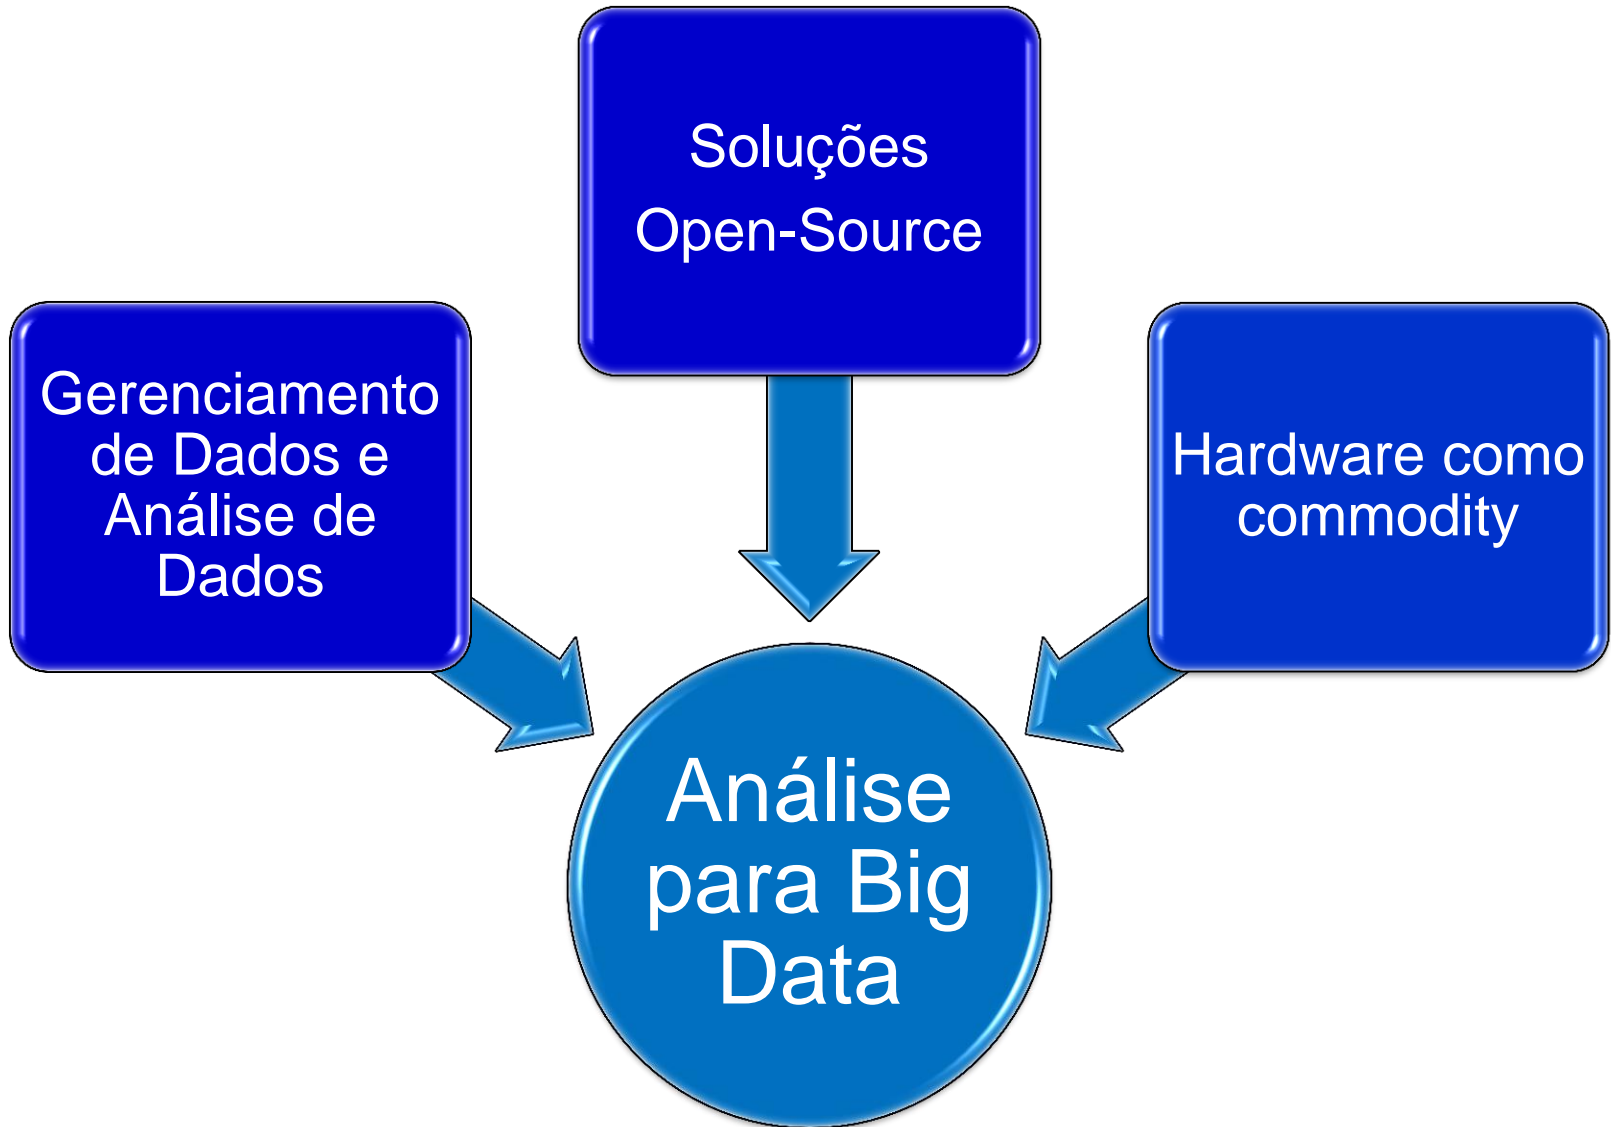 Soluções
Open-Source
Gerenciamento
de Dados e
Análise de
Dados
Hardware como
commodity
Análise
para Big
Data